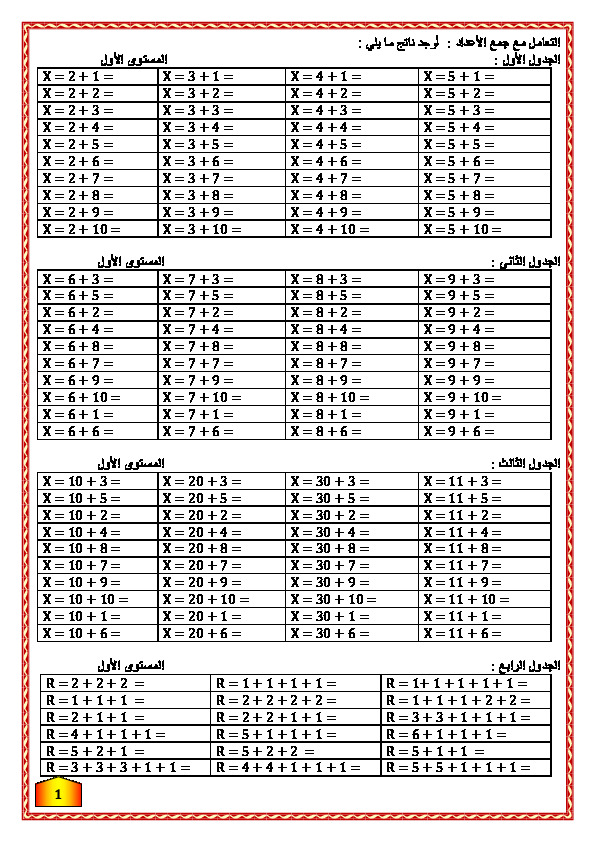 التعامل مع جمع الأعداد : أوجد ناتج ما يلي :
الجدول الأول : المستوى الأول
X = 2 + 1 = X = 3 + 1 = X = 4 + 1 = X = 5 + 1 =
X = 2 + 2 = X = 3 + 2 = X = 4 + 2 = X = 5 + 2 =
X = 2 + 3 = X = 3 + 3 = X = 4 + 3 = X = 5 + 3 =
X = 2 + 4 = X = 3 + 4 = X = 4 + 4 = X = 5 + 4 =
X = 2 + 5 = X = 3 + 5 = X = 4 + 5 = X = 5 + 5 =
X = 2 + 6 = X = 3 + 6 = X = 4 + 6 = X = 5 + 6 =
X = 2 + 7 = X = 3 + 7 = X = 4 + 7 = X = 5 + 7 =
X = 2 + 8 = X = 3 + 8 = X = 4 + 8 = X = 5 + 8 =
X = 2 + 9 = X = 3 + 9 = X = 4 + 9 = X = 5 + 9 =
X = 2 + 10 = X = 3 + 10 = X = 4 + 10 = X = 5 + 10 =
الجدول الثاني : المستوى الأول
X = 6 + 3 = X = 7 + 3 = X = 8 + 3 = X = 9 + 3 =
X = 6 + 5 = X = 7 + 5 = X = 8 + 5 = X = 9 + 5 =
X = 6 + 2 = X = 7 + 2 = X = 8 + 2 = X = 9 + 2 =
X = 6 + 4 = X = 7 + 4 = X = 8 + 4 = X = 9 + 4 =
X = 6 + 8 = X = 7 + 8 = X = 8 + 8 = X = 9 + 8 =
X = 6 + 7 = X = 7 + 7 = X = 8 + 7 = X = 9 + 7 =
X = 6 + 9 = X = 7 + 9 = X = 8 + 9 = X = 9 + 9 =
X = 6 + 10 = X = 7 + 10 = X = 8 + 10 = X = 9 + 10 =
X = 6 + 1 = X = 7 + 1 = X = 8 + 1 = X = 9 + 1 =
X = 6 + 6 = X = 7 + 6 = X = 8 + 6 = X = 9 + 6 =
الجدول الثالث : المستوى الأول
X = 10 + 3 = X = 20 + 3 = X = 30 + 3 = X = 11 + 3 =
X = 10 + 5 = X = 20 + 5 = X = 30 + 5 = X = 11 + 5 =
X = 10 + 2 = X = 20 + 2 = X = 30 + 2 = X = 11 + 2 =
X = 10 + 4 = X = 20 + 4 = X = 30 + 4 = X = 11 + 4 =
X = 10 + 8 = X = 20 + 8 = X = 30 + 8 = X = 11 + 8 =
X = 10 + 7 = X = 20 + 7 = X = 30 + 7 = X = 11 + 7 =
X = 10 + 9 = X = 20 + 9 = X = 30 + 9 = X = 11 + 9 =
X = 10 + 10 = X = 20 + 10 = X = 30 + 10 = X = 11 + 10 =
X = 10 + 1 = X = 20 + 1 = X = 30 + 1 = X = 11 + 1 =
X = 10 + 6 = X = 20 + 6 = X = 30 + 6 = X = 11 + 6 =
الجدول الرابع : المستوى الأول
R = 2 + 2 + 2 = R = 1 + 1 + 1 + 1 = R = 1+ 1 + 1 + 1 + 1 =
R = 1 + 1 + 1 = R = 2 + 2 + 2 + 2 = R = 1 + 1 + 1 + 2 + 2 =
R = 2 + 1 + 1 = R = 2 + 2 + 1 + 1 = R = 3 + 3 + 1 + 1 + 1 =
R = 4 + 1 + 1 + 1 = R = 5 + 1 + 1 + 1 = R = 6 + 1 + 1 + 1 =
R = 5 + 2 + 1 = R = 5 + 2 + 2 = R = 5 + 1 + 1 =
R = 3 + 3 + 3 + 1 + 1 = R = 4 + 4 + 1 + 1 + 1 = R = 5 + 5 + 1 + 1 + 1 =
1